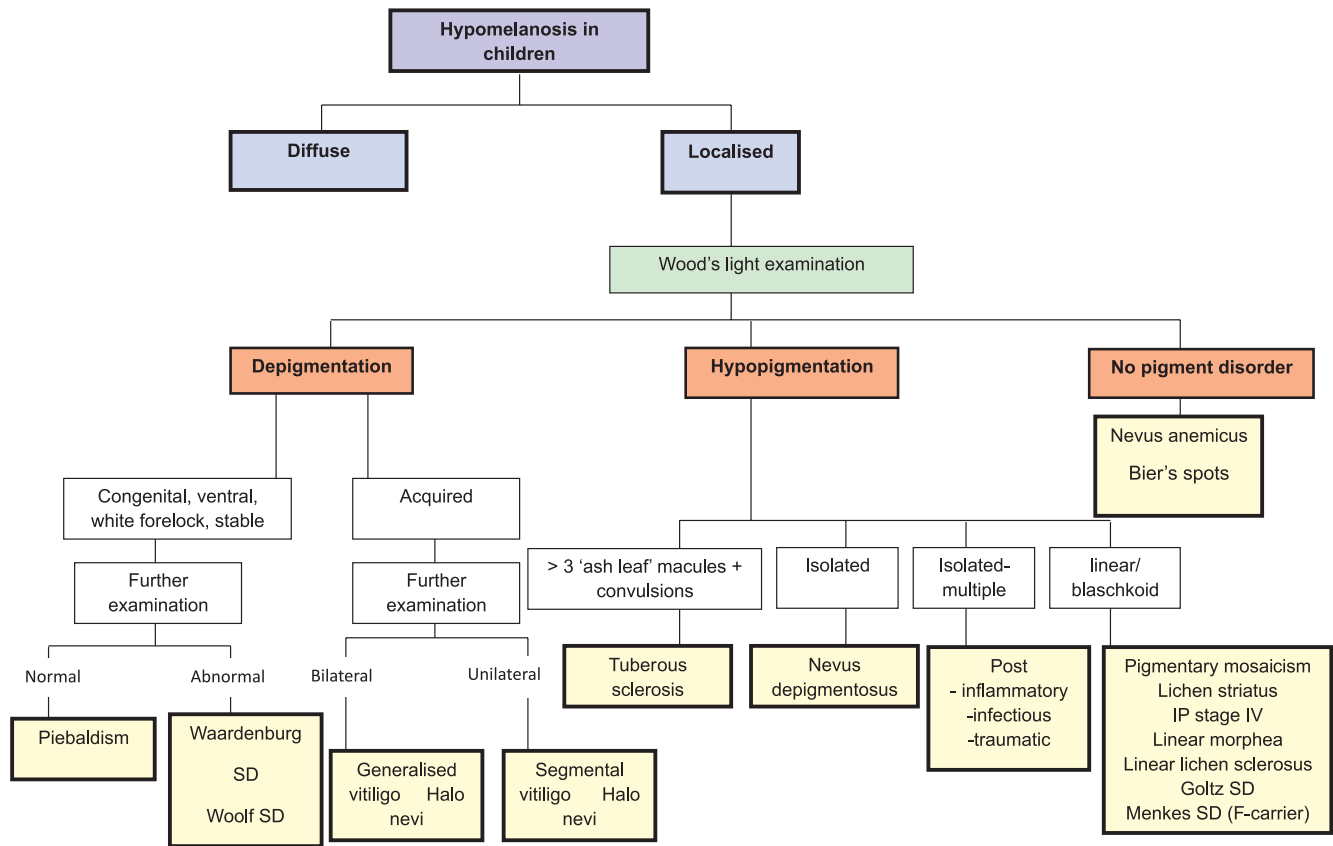 Hypomelanosis in
children
Diffuse
Localised
Wood's light examination
Depigmentation
Hypopigmentation
No pigment disorder
Nevus anemicus
Bier's spots
Congenital, ventral,
white forelock, stable
Acquired
> 3 'ash leaf' macules +
convulsions
Isolated
Isolated-
multiple
linear/
blaschkoid
Further
examination
Further
examination
Normal
Abnormal
Bilateral
Unilateral
Tuberous
sclerosis
Nevus
depigmentosus
Post
- inflammatory
-infectious
-traumatic
Pigmentary mosaicism
Lichen striatus
IP stage IV
Linear morphea
Linear lichen sclerosus
Goltz SD
Menkes SD (F-carrier)
Piebaldism
Waardenburg
SD
Woolf SD
Generalised
vitiligo Halo
nevi
Segmental
vitiligo Halo
nevi